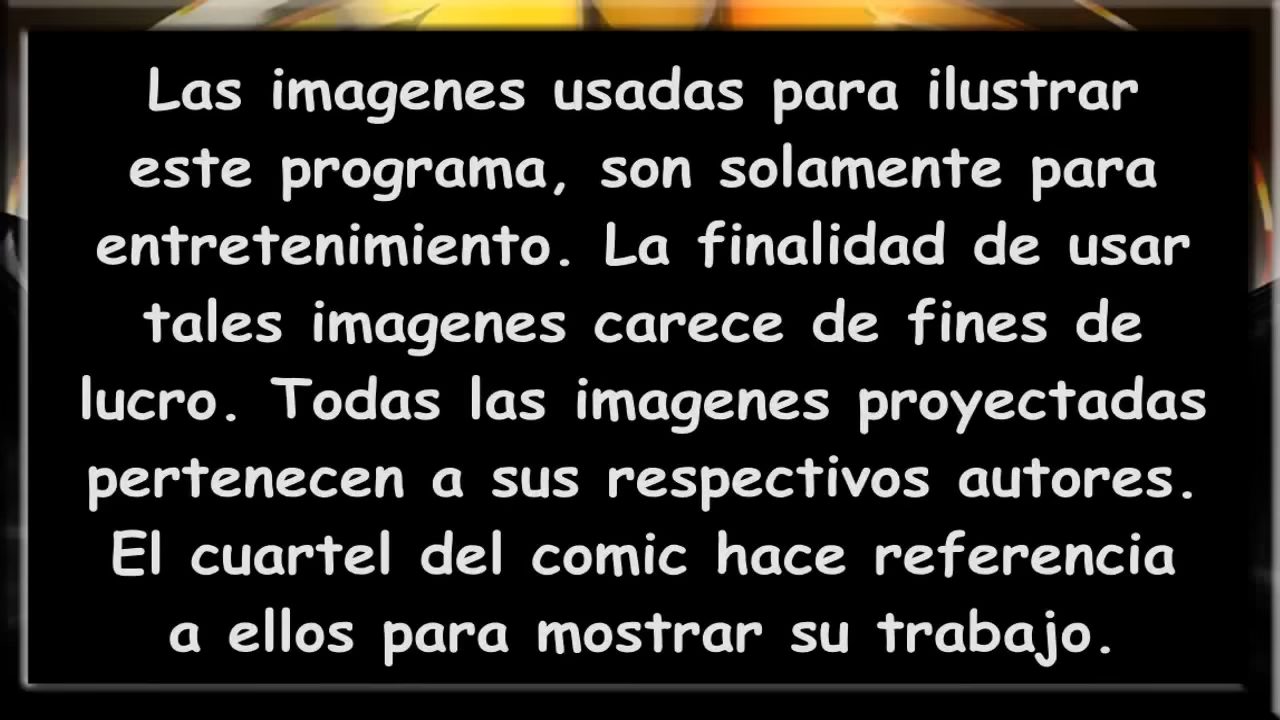 Las imagenes usadas para ilustrar
este programa, son solamente para
entretenimiento. La finalidad de usar
tales imagenes carece de fines de
lucro. Todas las imagenes proyectadas
pertenecen a sus respectivos autores.
El cuartel del comic hace referencia
a ellos para mostrar su trabajo.